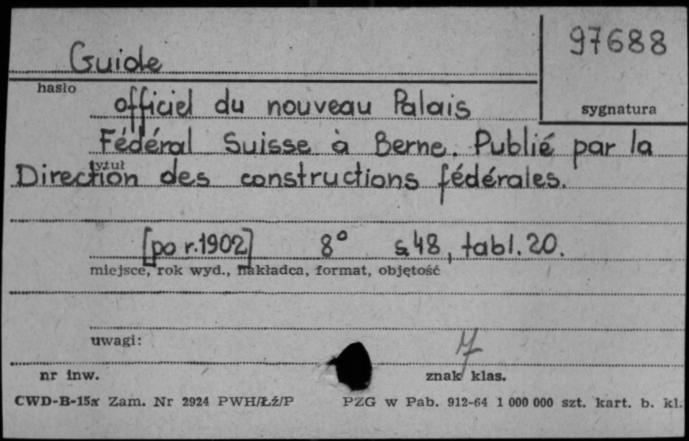 Guide
97688
hasło
officiel du nouveau Palais
sygnatura
Fédéral Suisse à Berne. Publié par la
tytuł
Direction des constructions fédérales.
[po r. 1902] 8° s 48, tabl. 20.
miejsce, rok wyd., nakładca, format, objętość
uwagi:
nr inw.
znak klas.
CWD-B-15x Zam. Nr 2924 PWH/Łź/P PZG w Pab. 912-64 1 000 000 szt. kart. b. kl.